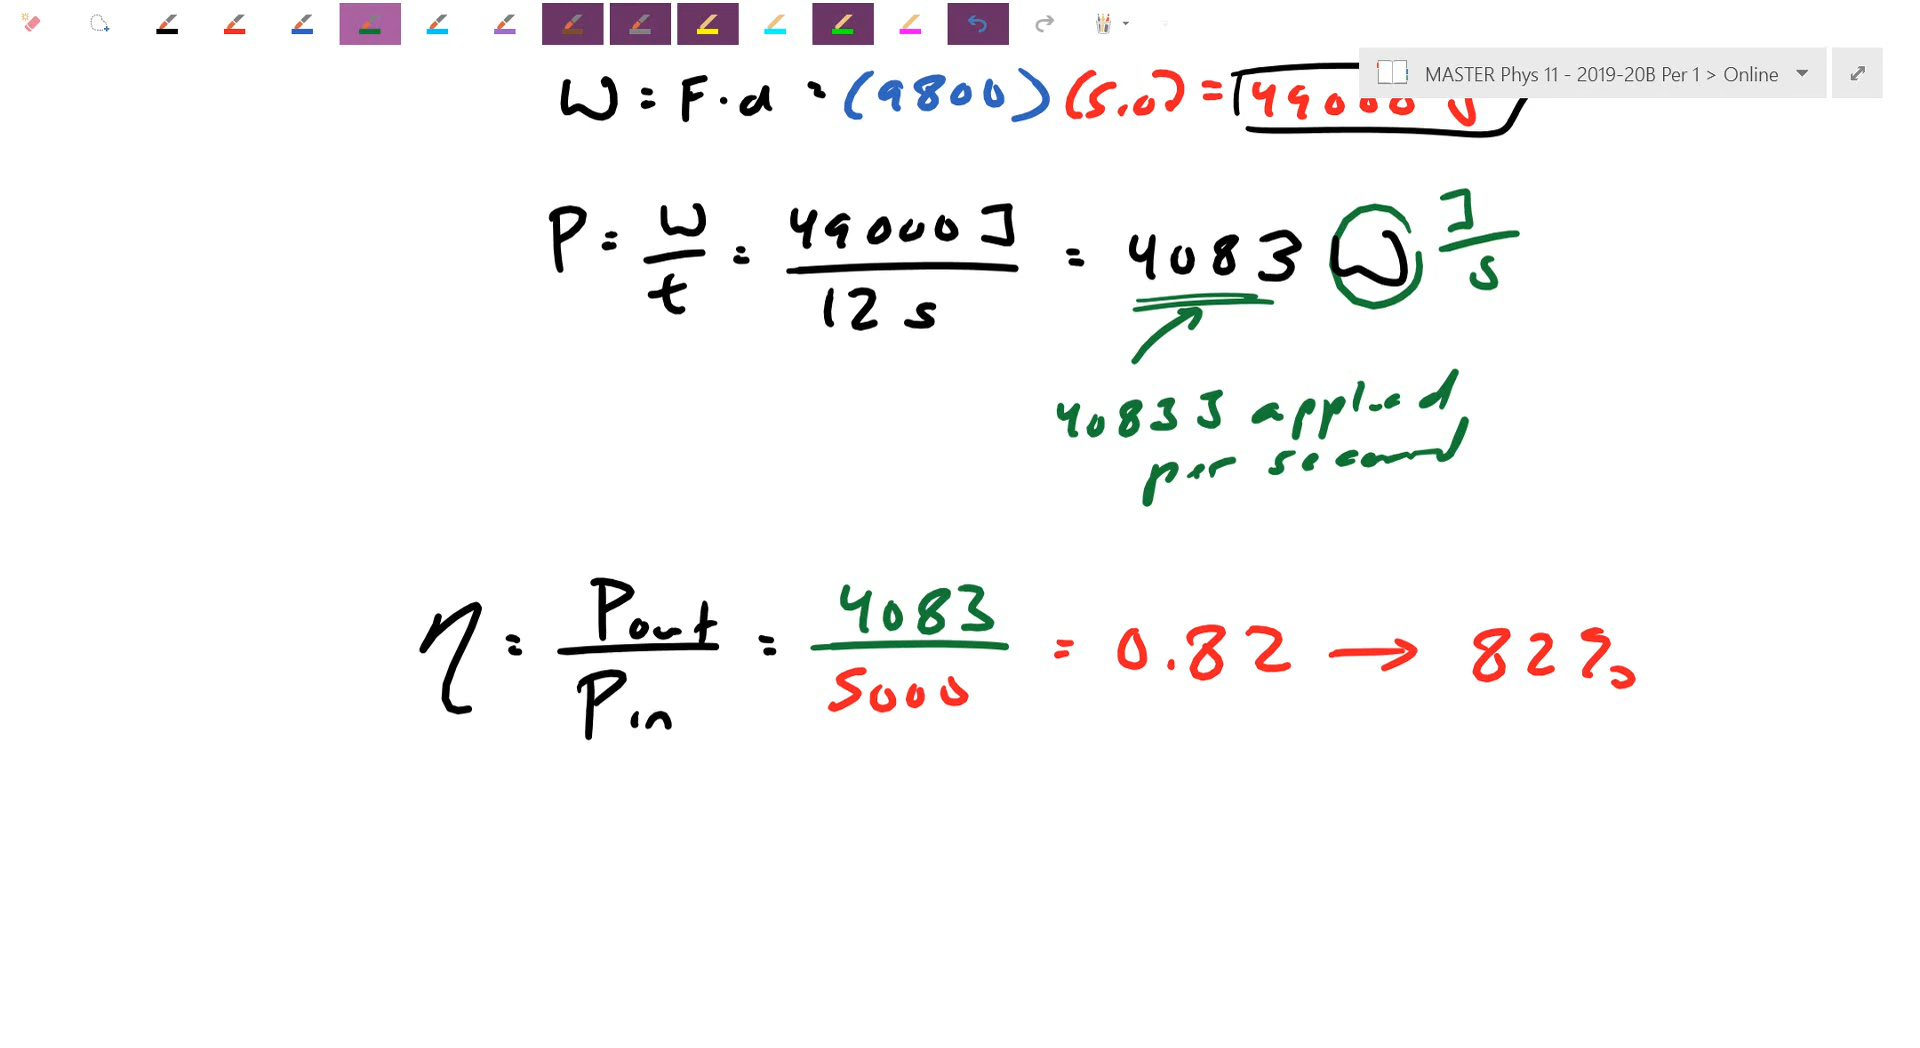 MASTER Phys 11 - 2019-20B Per 1 > Online
W = F · d = (9800) (5.0) = 49000 J
P = W/t = 49000 J/12 s = 4083 W J/s
4083 J applied
per second
η = Pout/Pin = 4083/5000 = 0.82 → 82%